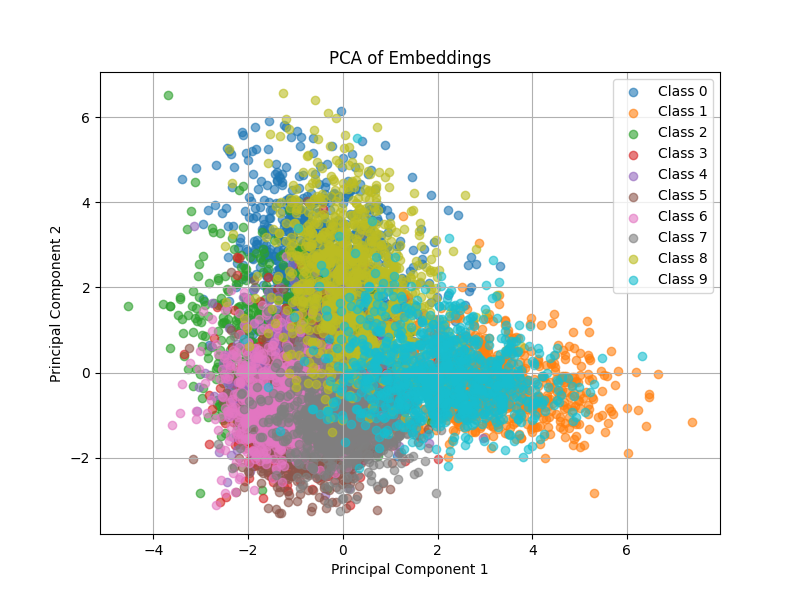 PCA of Embeddings
Class 0
Class 1
Class 2
Class 3
Class 4
Class 5
Class 6
Class 7
Class 8
Class 9
Principal Component 2
6
4
2
0
−2
−4
−2
0
2
4
6
Principal Component 1